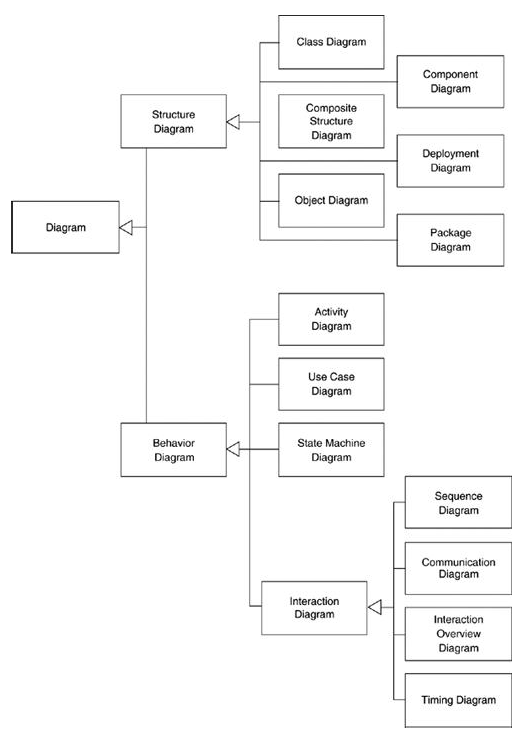 Class Diagram
Component
Diagram
Structure
Diagram
Composite
Structure
Diagram
Deployment
Diagram
Object Diagram
Diagram
Package
Diagram
Activity
Diagram
Use Case
Diagram
Behavior
Diagram
State Machine
Diagram
Sequence
Diagram
Communication
Diagram
Interaction
Diagram
Interaction
Overview
Diagram
Timing Diagram